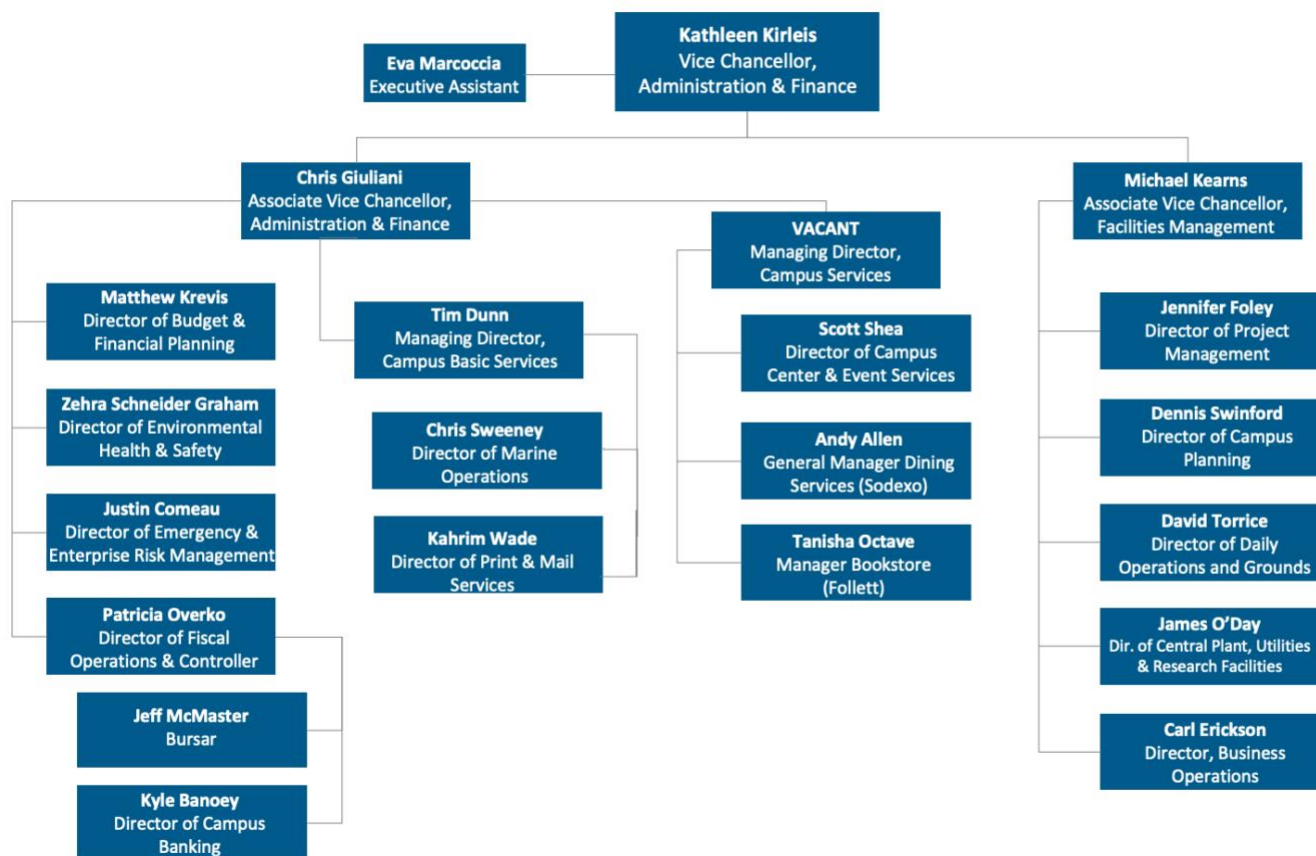 Kathleen Kirleis
Vice Chancellor,
Administration & Finance
Eva Marcoccia
Executive Assistant
Chris Giuliani
Associate Vice Chancellor,
Administration & Finance
Matthew Krevis
Director of Budget &
Financial Planning
Zehra Schneider Graham
Director of Environmental
Health & Safety
Justin Comeau
Director of Emergency &
Enterprise Risk Management
Patricia Overko
Director of Fiscal
Operations & Controller
Jeff McMaster
Bursar
Kyle Banoey
Director of Campus
Banking
Tim Dunn
Managing Director,
Campus Basic Services
Chris Sweeney
Director of Marine
Operations
Kahrim Wade
Director of Print & Mail
Services
VACANT
Managing Director,
Campus Services
Scott Shea
Director of Campus
Center & Event Services
Andy Allen
General Manager Dining
Services (Sodexo)
Tanisha Octave
Manager Bookstore
(Follett)
Michael Kearns
Associate Vice Chancellor,
Facilities Management
Jennifer Foley
Director of Project
Management
Dennis Swinford
Director of Campus
Planning
David Torrice
Director of Daily
Operations and Grounds
James O’Day
Dir. of Central Plant, Utilities
& Research Facilities
Carl Erickson
Director, Business
Operations